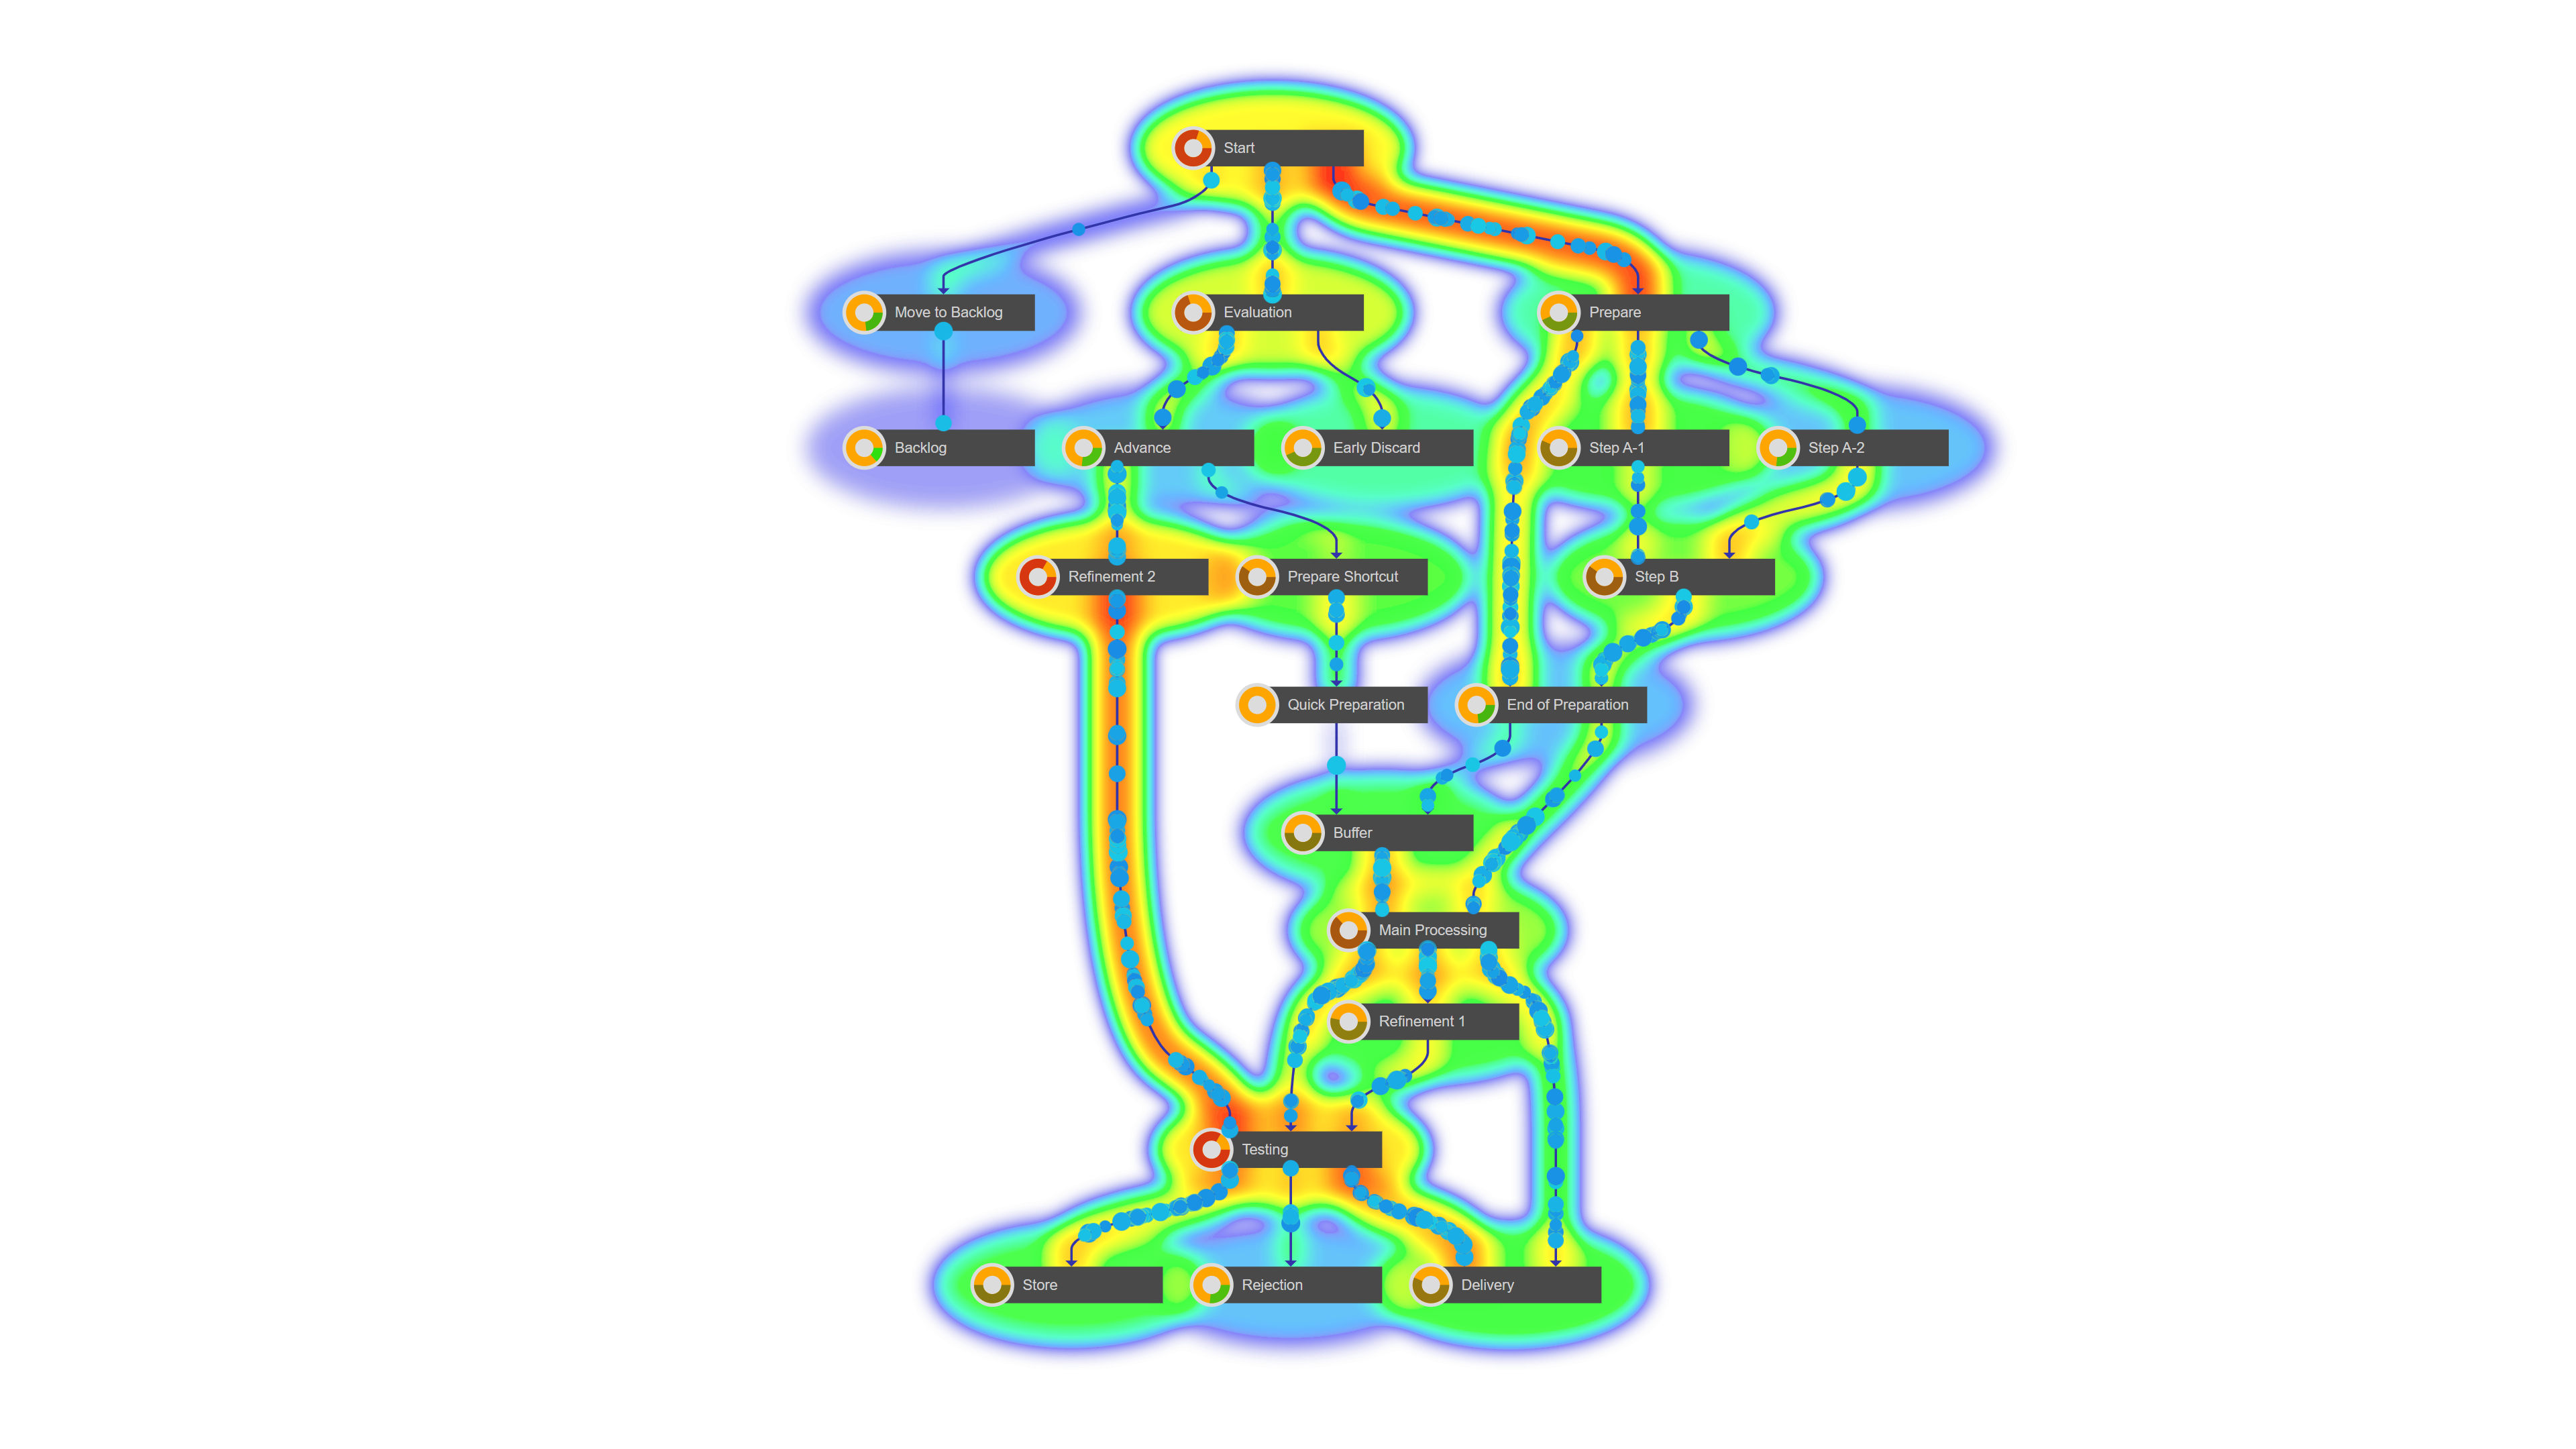 Start
Move to Backlog
Evaluation
Prepare
Backlog
Advance
Early Discard
Step A-1
Step A-2
Refinement 2
Prepare Shortcut
Step B
Quick Preparation
End of Preparation
Buffer
Main Processing
Refinement 1
Testing
Store
Rejection
Delivery